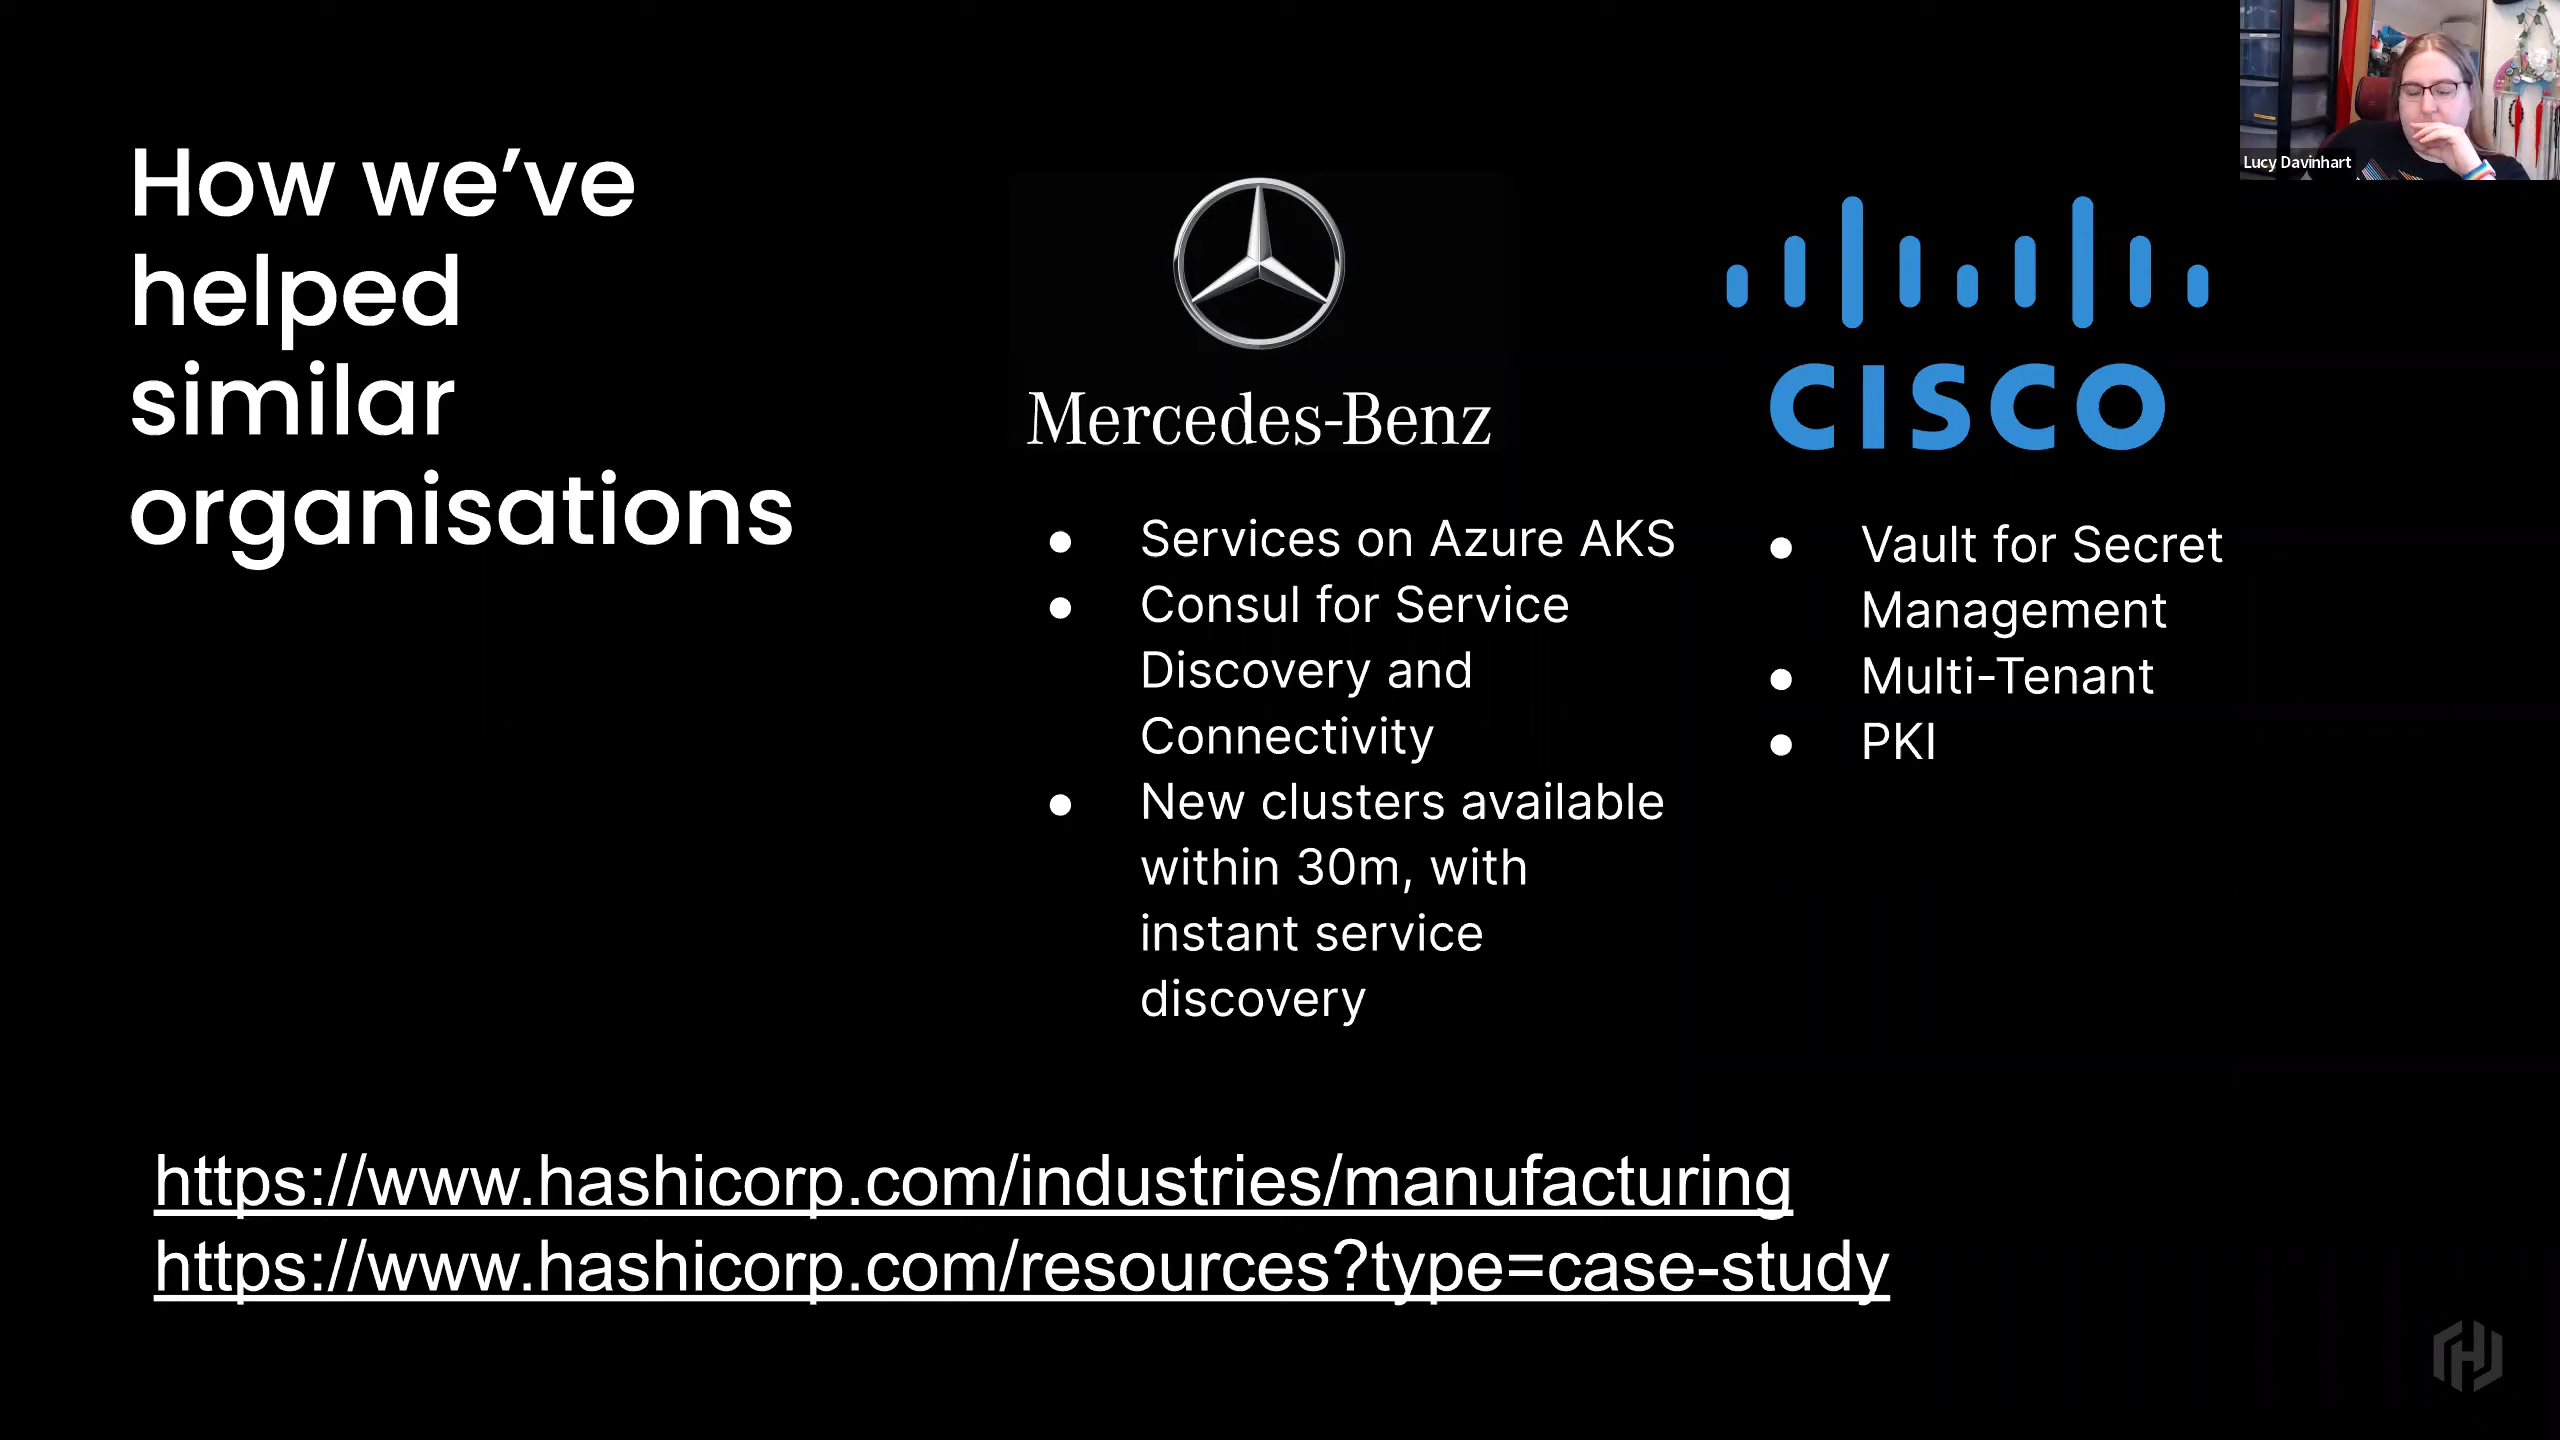 Lucy Davinhart
How we’ve
helped
similar
organisations
Mercedes-Benz
● Services on Azure AKS
● Consul for Service
Discovery and
Connectivity
● New clusters available
within 30m, with
instant service
discovery
CISCO
● Vault for Secret
Management
● Multi-Tenant
● PKI
https://www.hashicorp.com/industries/manufacturing
https://www.hashicorp.com/resources?type=case-study